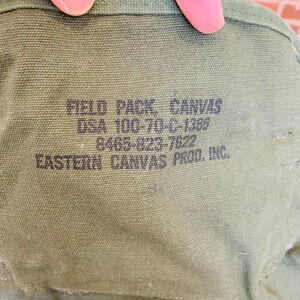 FIELD PACK, CANVAS
DSA 100-70-C-1386
8465-823-7622
EASTERN CANVAS PROD. INC.